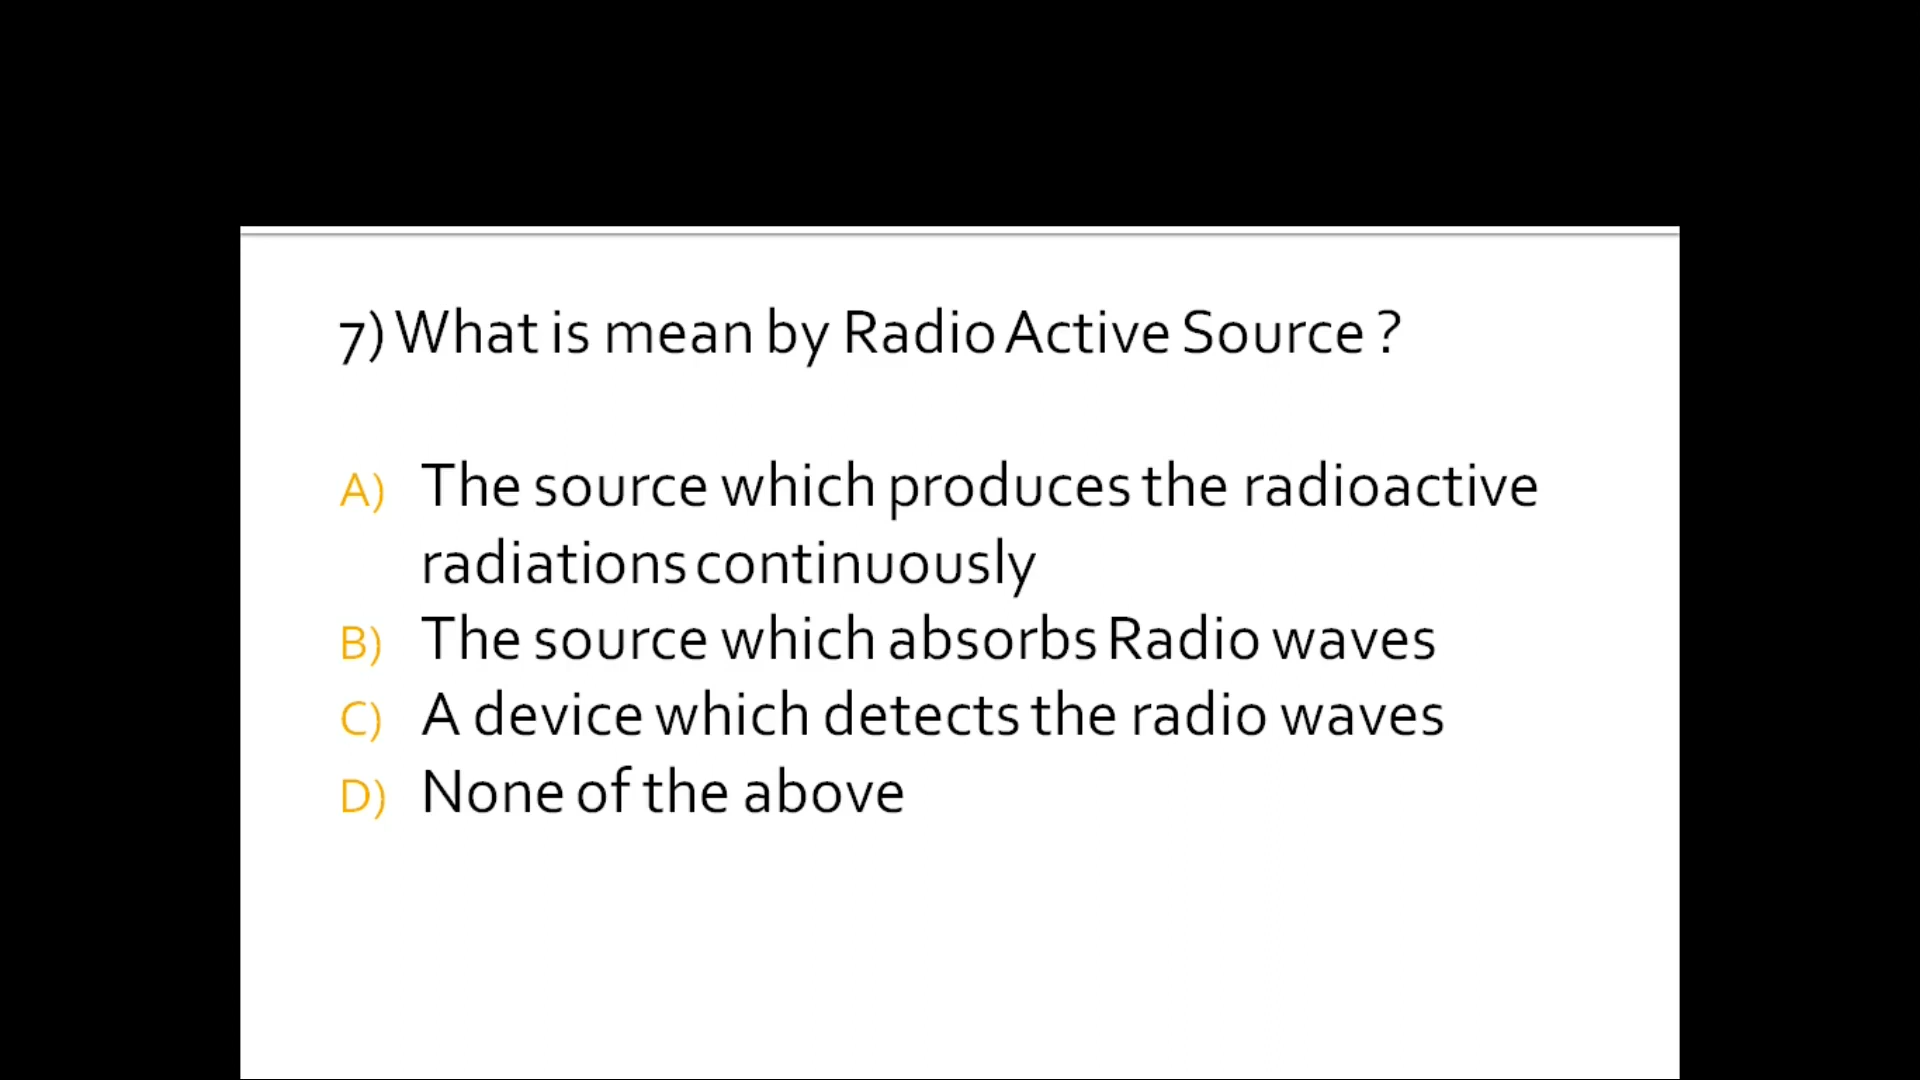 7) What is mean by Radio Active Source ?
A) The source which produces the radioactive
radiations continuously
B) The source which absorbs Radio waves
C) A device which detects the radio waves
D) None of the above